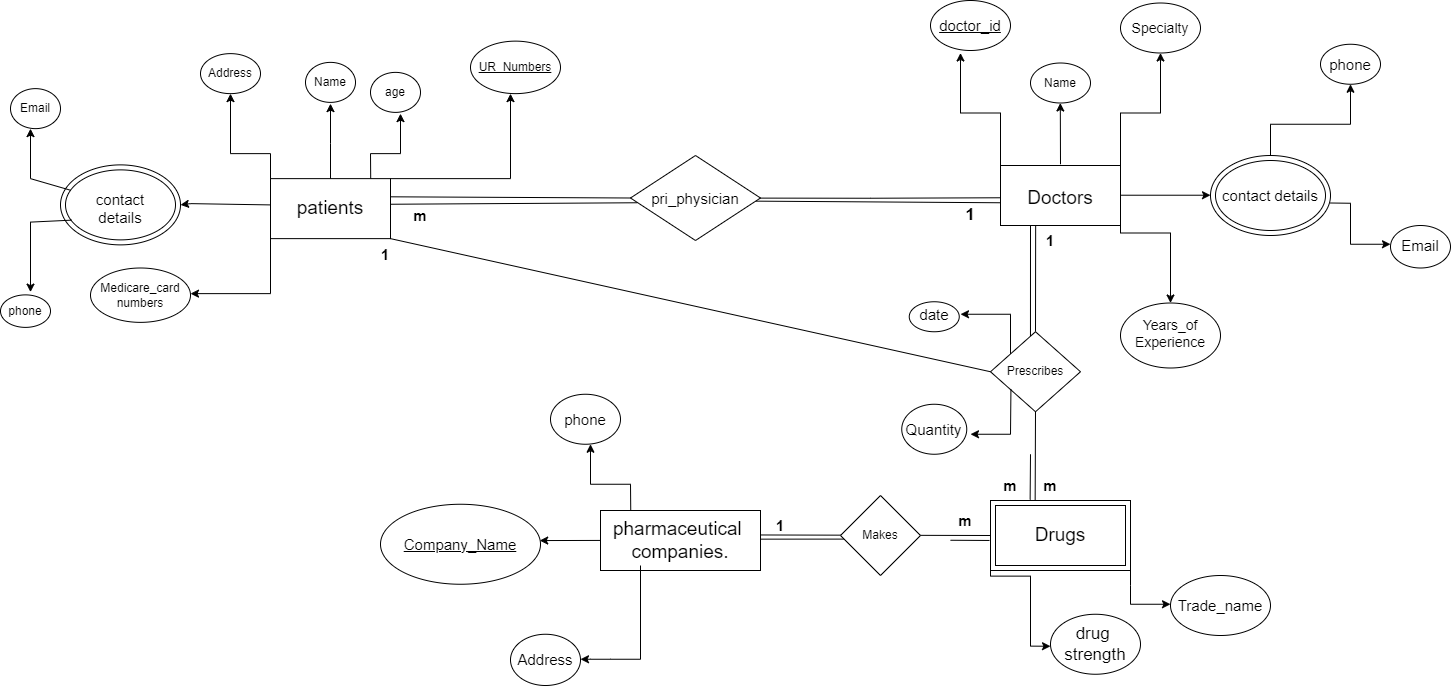 doctor_id
Specialty
phone
Address
Name
age
UR_Numbers
Name
Email
contact
details
patients
pri_physician
Doctors
contact details
m
1
1
1
Email
phone
Medicare_card
numbers
date
Years_of
Experience
Prescribes
phone
Quantity
m
m
Company_Name
pharmaceutical
companies.
1
Makes
m
Drugs
Trade_name
Address
drug
strength